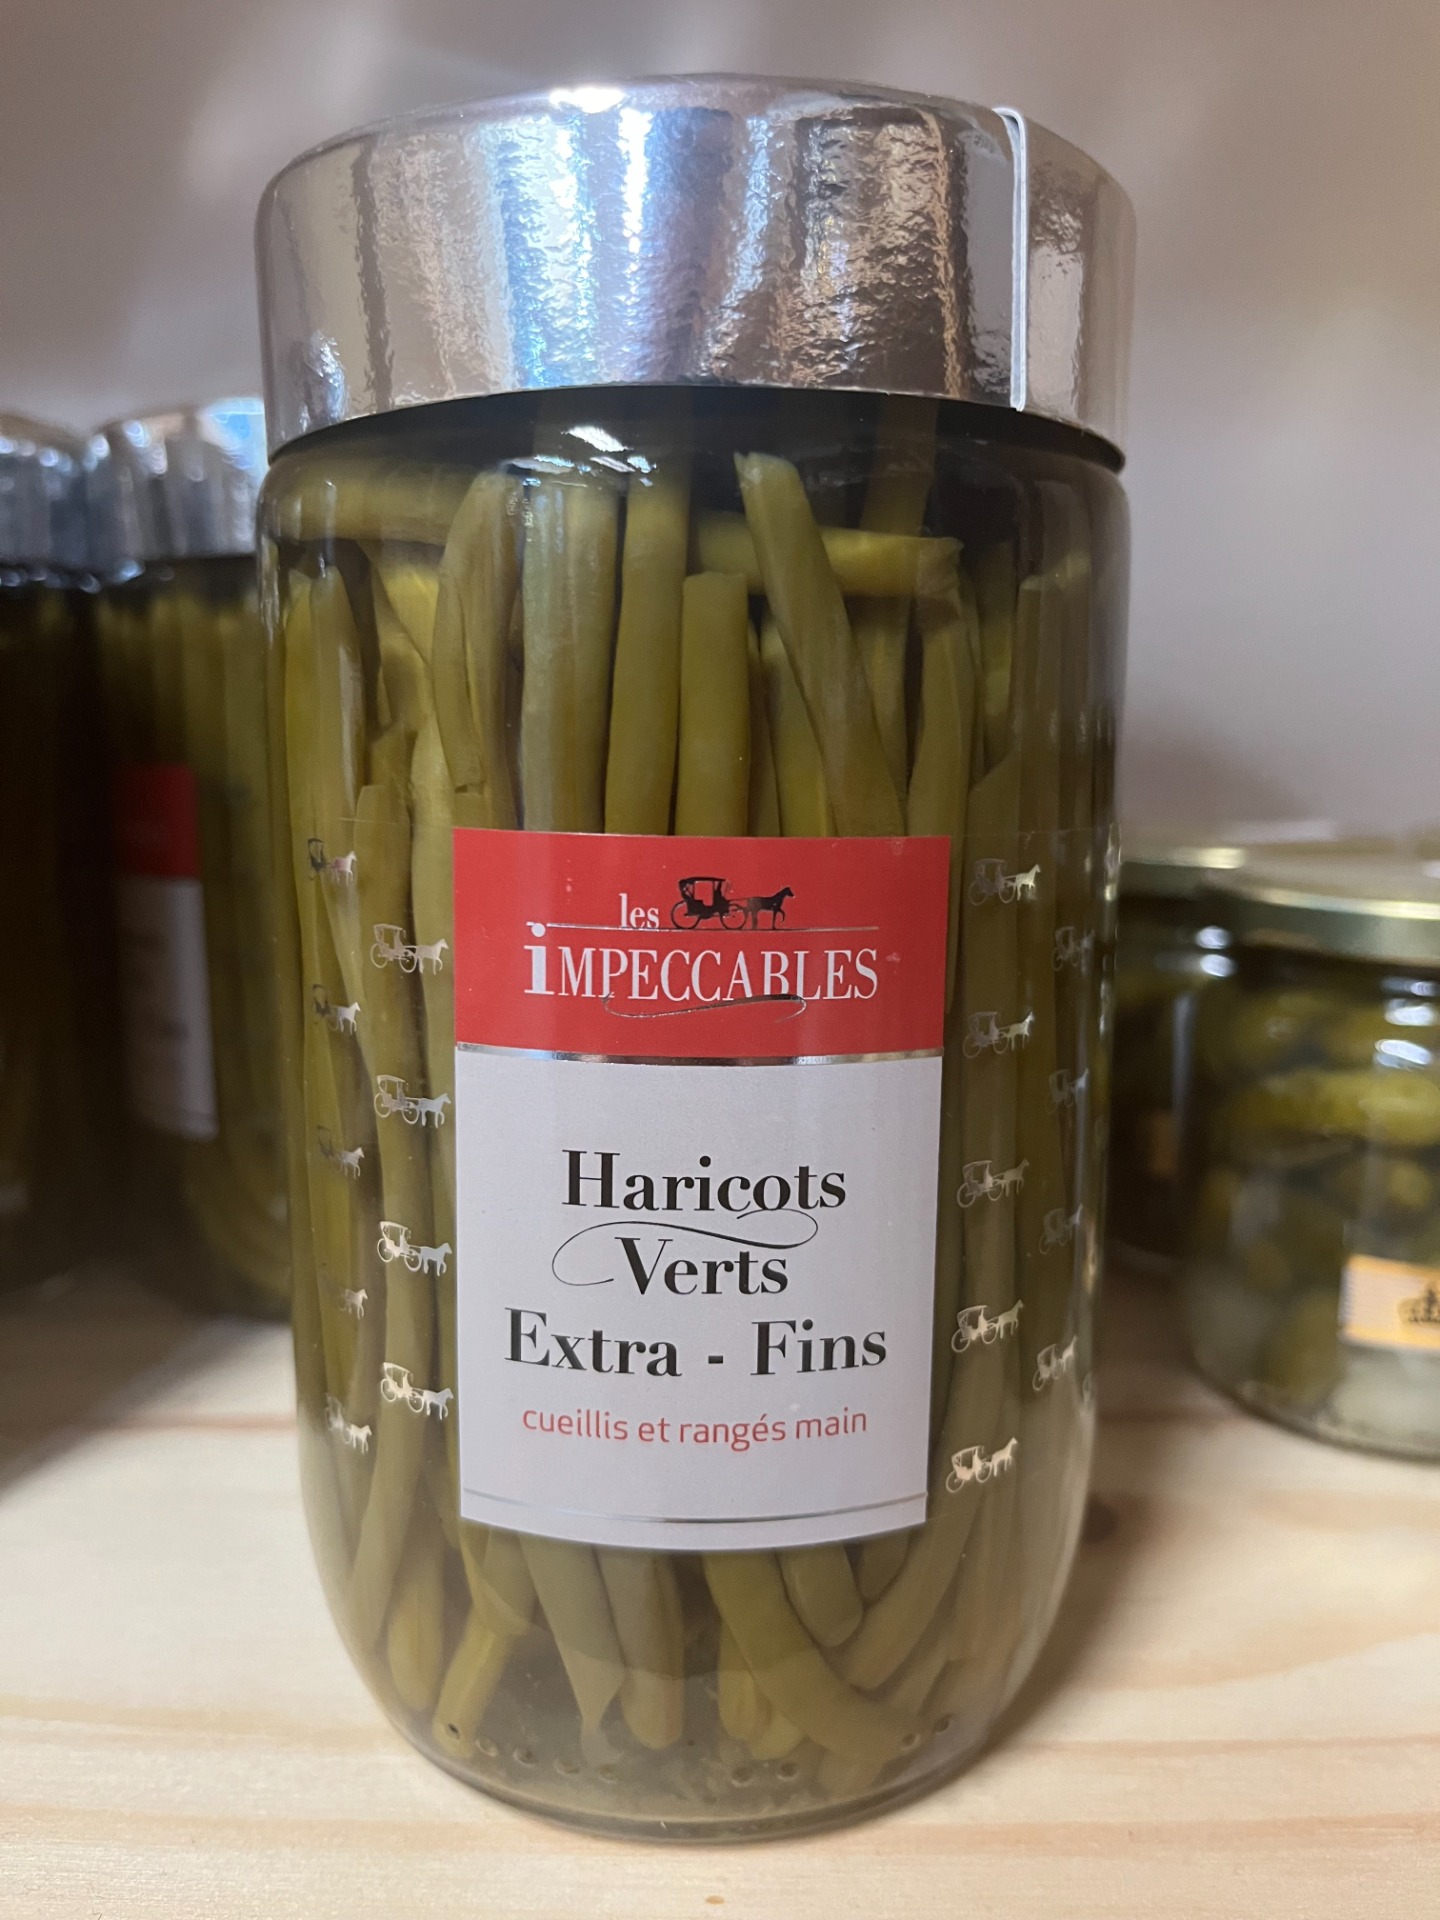 les
iMPECCABLES
Haricots
Verts
Extra - Fins
cueillis et rangés main